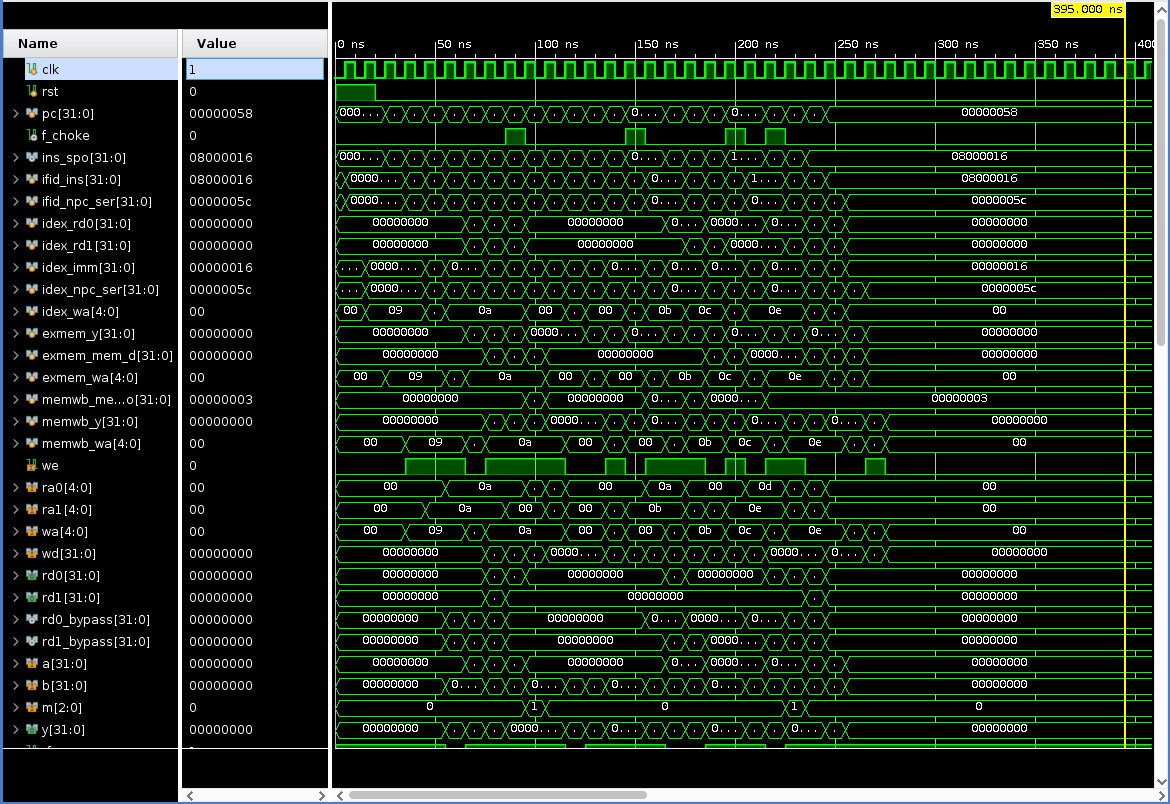 395.000 ns
Name Value 0 ns 50 ns 100 ns 150 ns 200 ns 250 ns 300 ns 350 ns 400
clk 1
rst 0
pc[31:0] 00000058 000... 0... 0... 00000058
f_choke 0
ins_spo[31:0] 08000016 000... 0... 1... 08000016
ifid_ins[31:0] 08000016 0000... 0... 1... 08000016
ifid_npc_ser[31:0] 0000005c 0000... 0... 0... 0000005c
idex_rd0[31:0] 00000000 00000000 00000000 0... 0000... 0... 00000000
idex_rd1[31:0] 00000000 00000000 00000000 0000... 00000000
idex_imm[31:0] 00000016 ... 0000... 0... 0... 0... 0... 0... 00000016
idex_npc_ser[31:0] 0000005c ... 0000... 0... 0... 0000005c
idex_wa[4:0] 00 00 09 0a 00 00 0b 0c 0e 00
exmem_y[31:0] 00000000 00000000 0000... 0... 0... 0... 00000000
exmem_mem_d[31:0] 00000000 00000000 00000000 0000... 00000000
exmem_wa[4:0] 00 00 09 0a 00 00 0b 0c 0e 00
memwb_me...o[31:0] 00000003 00000000 00000000 0... 0000... 00000003
memwb_y[31:0] 00000000 00000000 0000... 0... 0... 0... 00000000
memwb_wa[4:0] 00 00 09 0a 00 00 0b 0c 0e 00
we 0
ra0[4:0] 00 00 0a 00 0a 00 0d 00
ra1[4:0] 00 00 0a 00 00 0b 0e 00
wa[4:0] 00 00 09 0a 00 00 0b 0c 0e 00
wd[31:0] 00000000 00000000 0000... 0... 0000... 0... 00000000
rd0[31:0] 00000000 00000000 00000000 00000000 00000000
rd1[31:0] 00000000 00000000 00000000 00000000
rd0_bypass[31:0] 00000000 00000000 00000000 0... 0000... 0... 00000000
rd1_bypass[31:0] 00000000 00000000 00000000 0000... 00000000
a[31:0] 00000000 00000000 00000000 0... 0000... 0... 00000000
b[31:0] 00000000 00000000 0... 0... 0... 0... 0... 00000000
m[2:0] 0 0 1 0 1 0
y[31:0] 00000000 00000000 0000... 0... 0... 0... 00000000